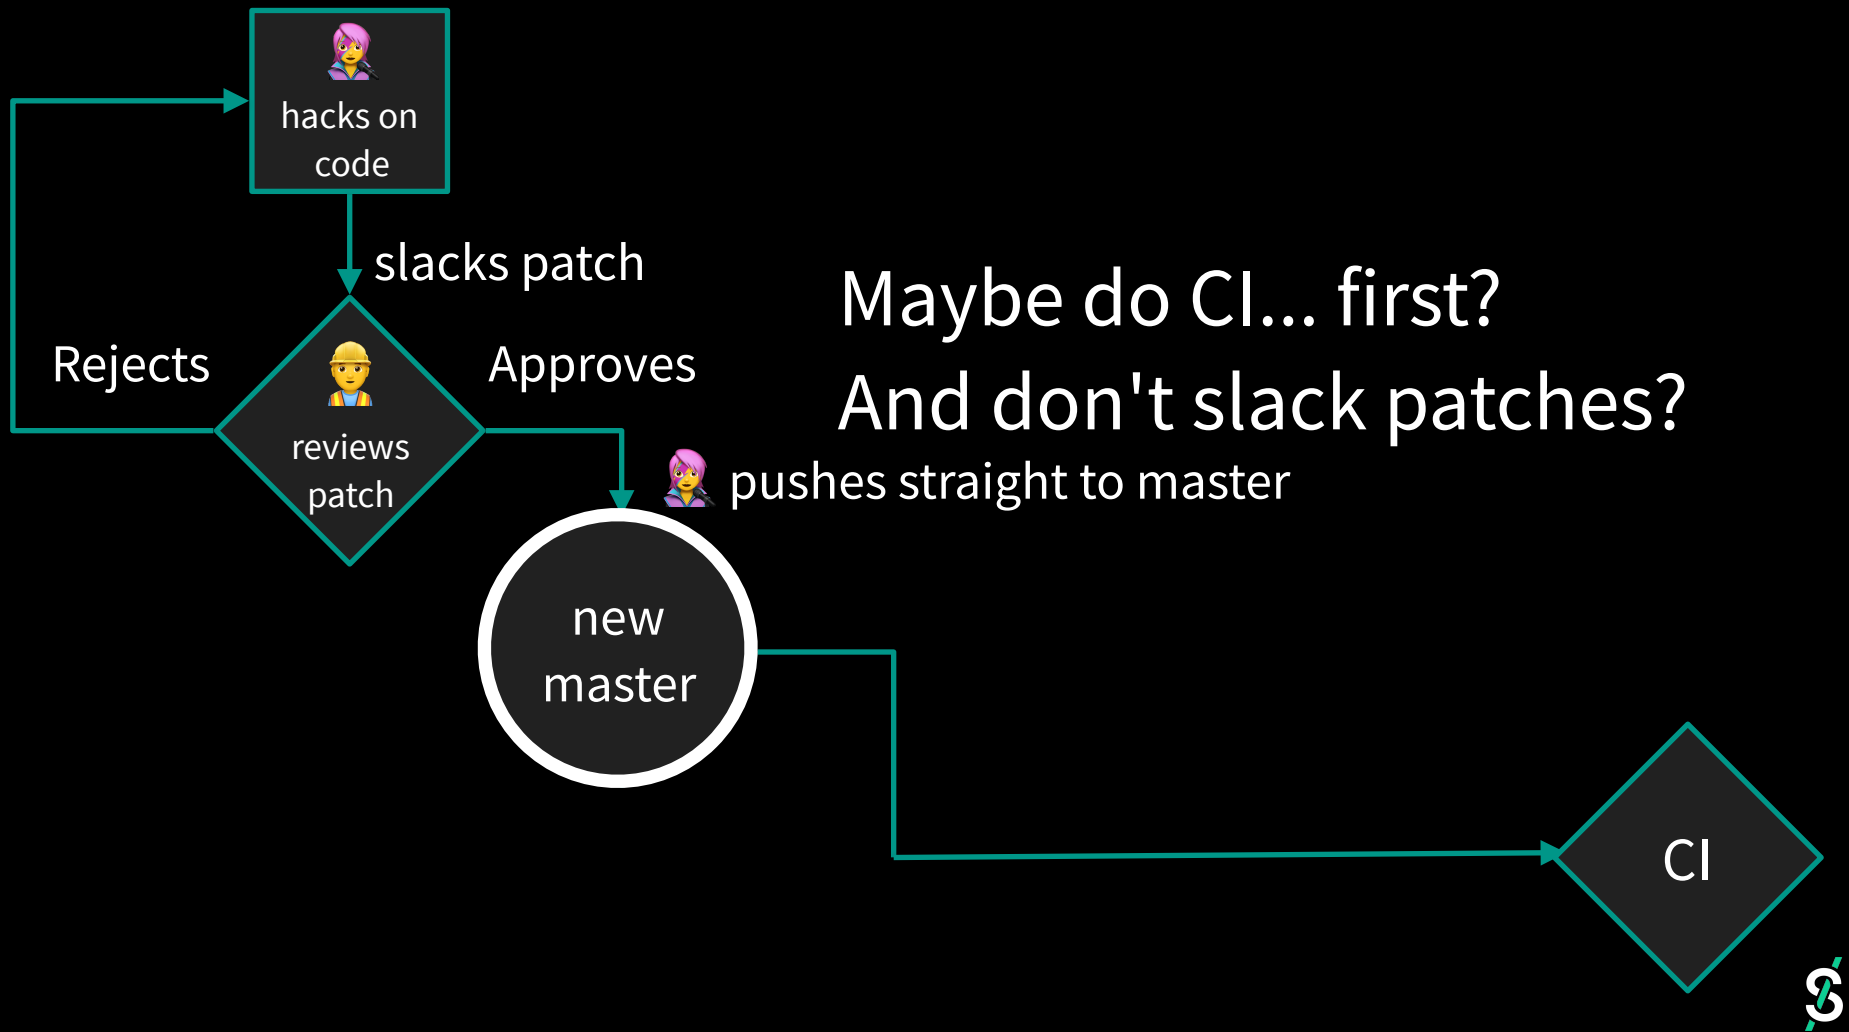 hacks on
code
slacks patch
Maybe do CI... first?
And don't slack patches?
Rejects
Approves
reviews
patch
pushes straight to master
new
master
CI